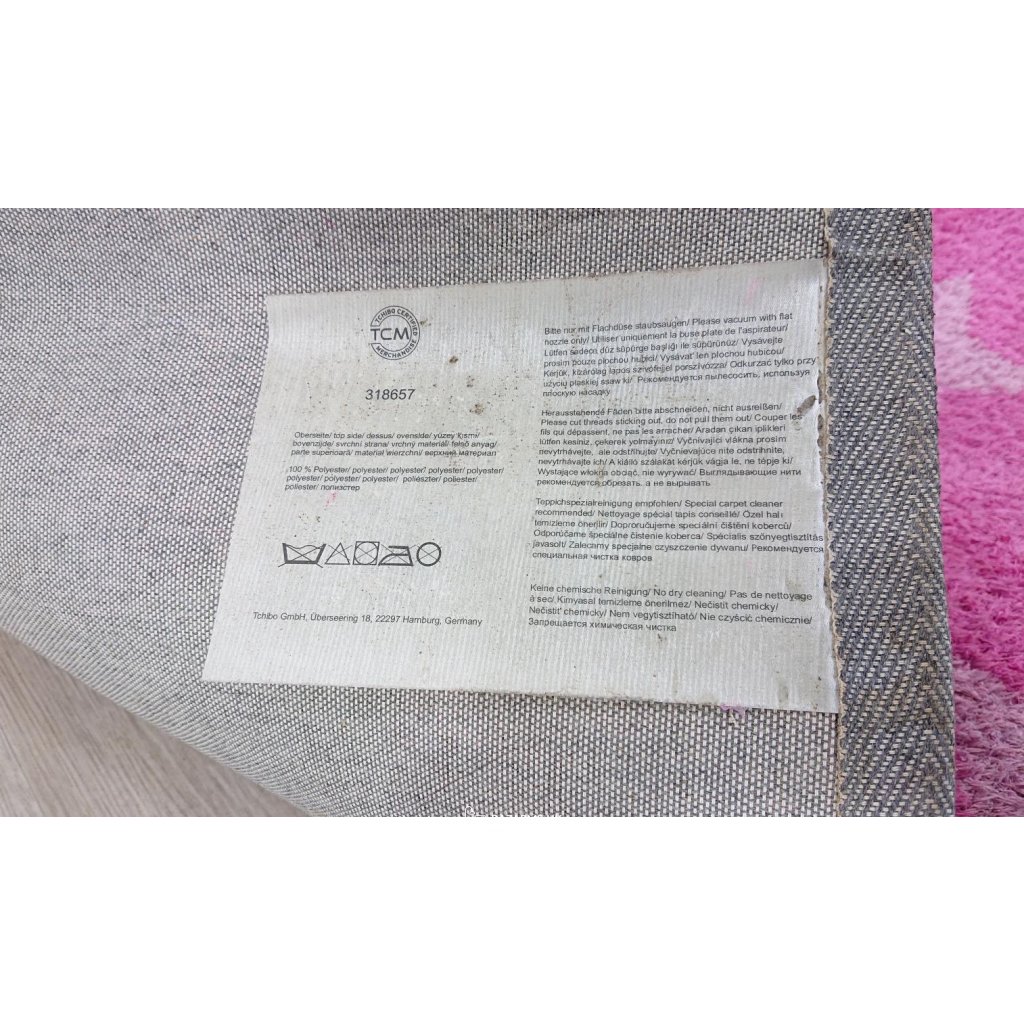 TCHIBO CERTIFIED
TCM
MERCHANDISE
318657
Oberseite/ top side/ dessus/ ovenside/ yüzey kısmı/
bovenzijde/ svrchní strana/ vrchný materiál/ felső anyag/
parte superioară/ materiał wierzchni/ верхний материал
100 % Polyester/ polyester/ polyester/ polyester/ polyester/
polyester/ polyester/ polyester/ poliészter/ poliester/
poliester/ полиэстер
Tchibo GmbH, Überseering 18, 22297 Hamburg, Germany
Bitte nur mit Flachdüse staubsaugen/ Please vacuum with flat
nozzle only/ Utiliser uniquement la buse plate de l'aspirateur/
Lütfen sadece düz süpürge başlığı ile süpürünüz/ Vysávejte
prosím pouze plochou hubicí/ Vysávať len plochou hubicou/
Kérjük, kizárólag lapos szívófejjel porszívózza/ Odkurzać tylko przy
użyciu płaskiej ssawki/ Рекомендуется пылесосить, используя
плоскую насадку
Herausstehende Fäden bitte abschneiden, nicht ausreißen/
Please cut threads sticking out, do not pull them out/ Couper les
fils qui dépassent, ne pas les arracher/ Aradan çıkan iplikleri
lütfen kesiniz, çekerek yolmayınız/ Vyčnívající vlákna prosím
nevytrhávejte, ale odstřihujte/ Vyčnievajúce nite odstrihnite,
nevytrhávajte ich/ A kiálló szálakat kérjük vágja le, ne tépje ki/
Wystające włókna obciąć, nie wyrywać/ Выглядывающие нити
рекомендуется обрезать, а не вырывать
Teppichspezialreinigung empfohlen/ Special carpet cleaner
recommended/ Nettoyage spécial tapis conseillé/ Özel halı
temizleme önerilir/ Doporučujeme speciální čištění koberců/
Odporúčame špeciálne čistenie koberca/ Speciális szőnyegtisztítás
javasolt/ Zalecamy specjalne czyszczenie dywanu/ Рекомендуется
специальная чистка ковров
Keine chemische Reinigung/ No dry cleaning/ Pas de nettoyage
à sec/ Kimyasal temizleme önerilmez/ Nečistit chemicky/
Nečistiť chemicky/ Nem vegytisztítható/ Nie czyścić chemicznie/
Запрещается химическая чистка